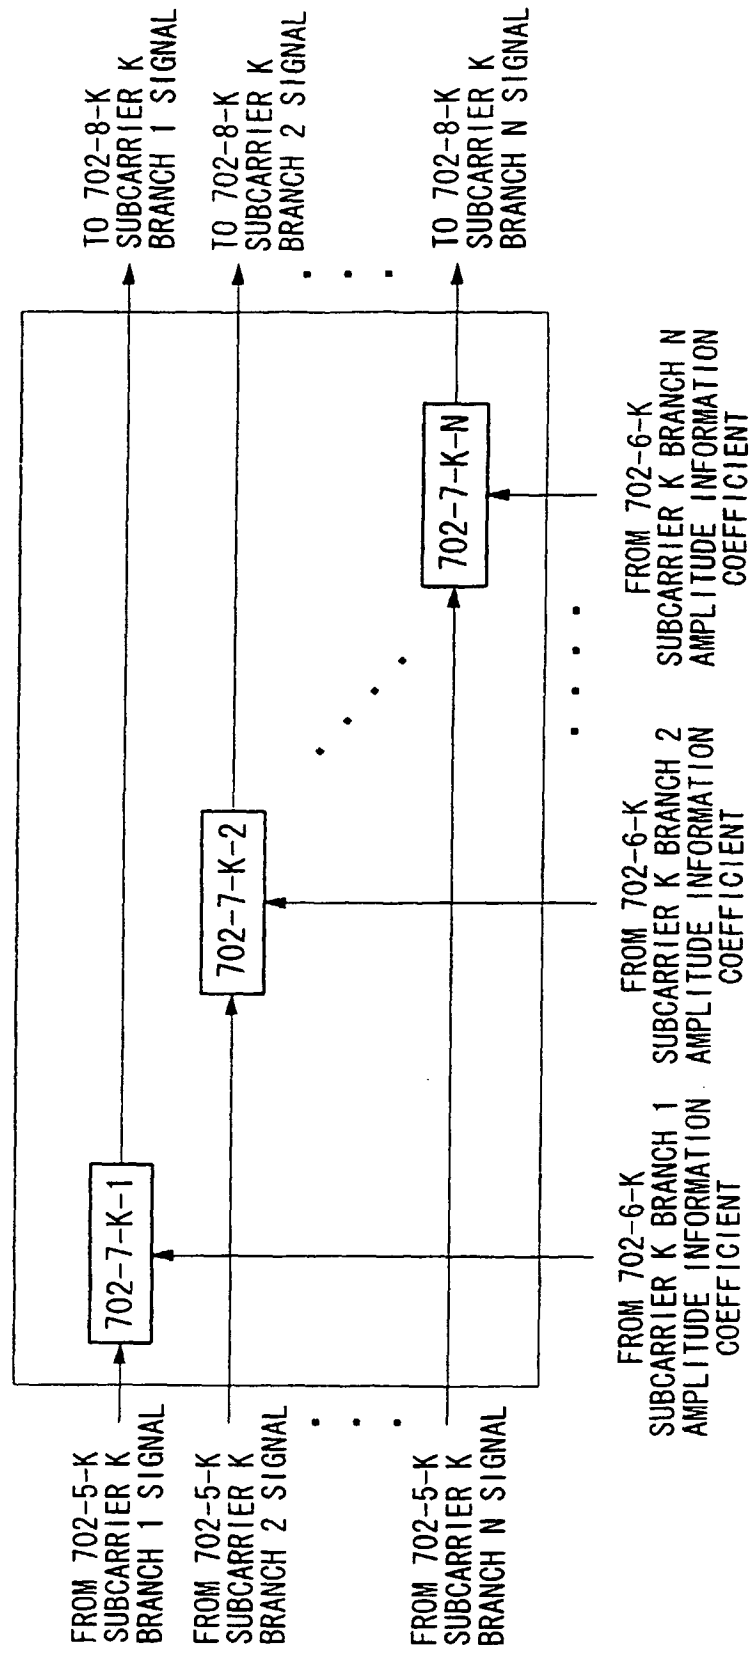 FROM 702-5-K
SUBCARRIER K
BRANCH 1 SIGNAL
FROM 702-5-K
SUBCARRIER K
BRANCH 2 SIGNAL
FROM 702-5-K
SUBCARRIER K
BRANCH N SIGNAL
702-7-K-1
702-7-K-2
702-7-K-N
TO 702-8-K
SUBCARRIER K
BRANCH 1 SIGNAL
TO 702-8-K
SUBCARRIER K
BRANCH 2 SIGNAL
TO 702-8-K
SUBCARRIER K
BRANCH N SIGNAL
FROM 702-6-K
SUBCARRIER K BRANCH 1
AMPLITUDE INFORMATION
COEFFICIENT
FROM 702-6-K
SUBCARRIER K BRANCH 2
AMPLITUDE INFORMATION
COEFFICIENT
FROM 702-6-K
SUBCARRIER K BRANCH N
AMPLITUDE INFORMATION
COEFFICIENT